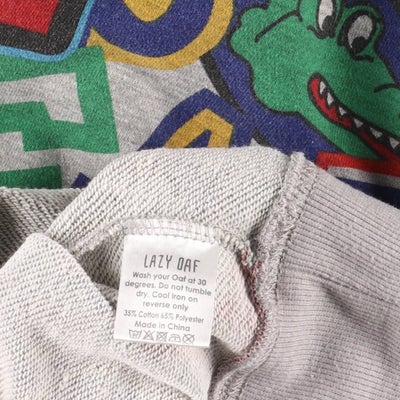 LAZY OAF
Wash your Oaf at 30
degrees. Do not tumble
dry. Cool iron on
reverse only
35% Cotton 65% Polyester
Made in China